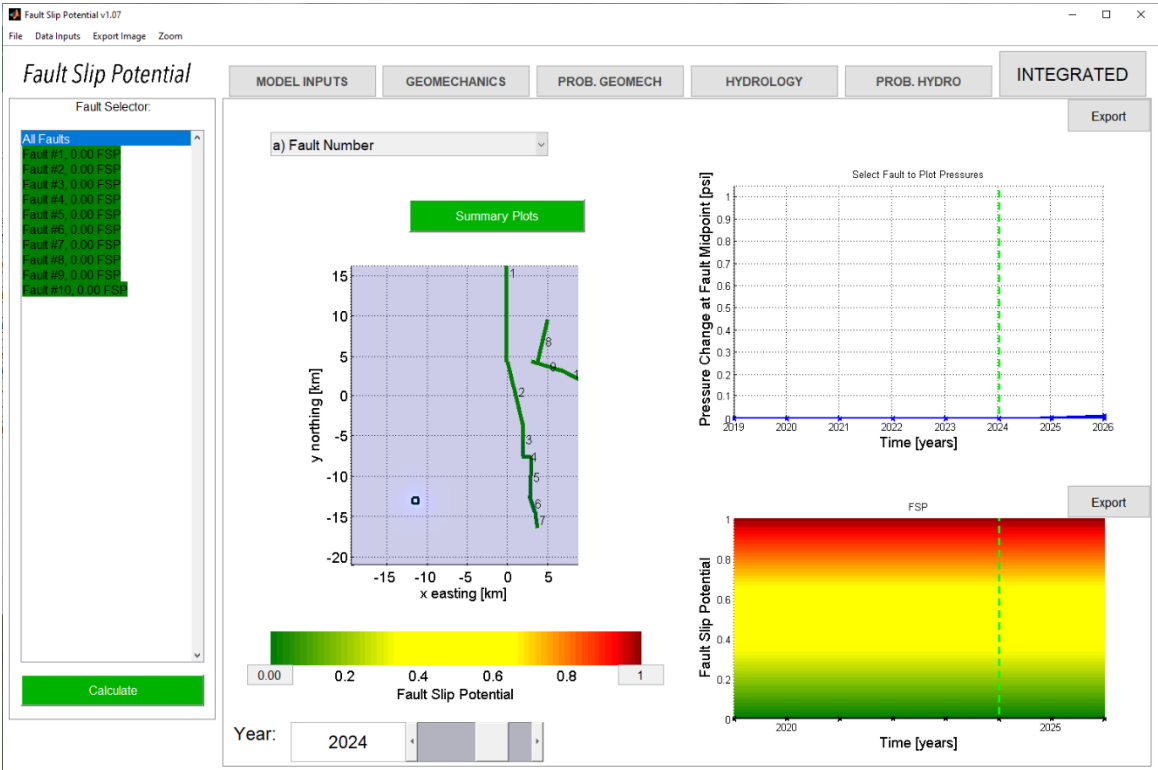 Fault Slip Potential v1.07
File Data Inputs Export Image Zoom
Fault Slip Potential
MODEL INPUTS
GEOMECHANICS
PROB. GEOMECH
HYDROLOGY
PROB. HYDRO
INTEGRATED
Fault Selector:
All Faults
Fault #1, 0.00 FSP
Fault #2, 0.00 FSP
Fault #3, 0.00 FSP
Fault #4, 0.00 FSP
Fault #5, 0.00 FSP
Fault #6, 0.00 FSP
Fault #7, 0.00 FSP
Fault #8, 0.00 FSP
Fault #9, 0.00 FSP
Fault #10, 0.00 FSP
Calculate
a) Fault Number
Summary Plots
15
10
5
0
-5
-10
-15
-20
y northing [km]
1
2
3
4
5
6
7
8
9
1
-15 -10 -5 0 5
x easting [km]
0.00 0.2 0.4 0.6 0.8 1
Fault Slip Potential
Year:
2024
Export
Select Fault to Plot Pressures
Pressure Change at Fault Midpoint [psi]
1
0.9
0.8
0.7
0.6
0.5
0.4
0.3
0.2
0.1
0
2019 2020 2021 2022 2023 2024 2025 2026
Time [years]
Export
FSP
Fault Slip Potential
1
0.8
0.6
0.4
0.2
0
2020 2025
Time [years]